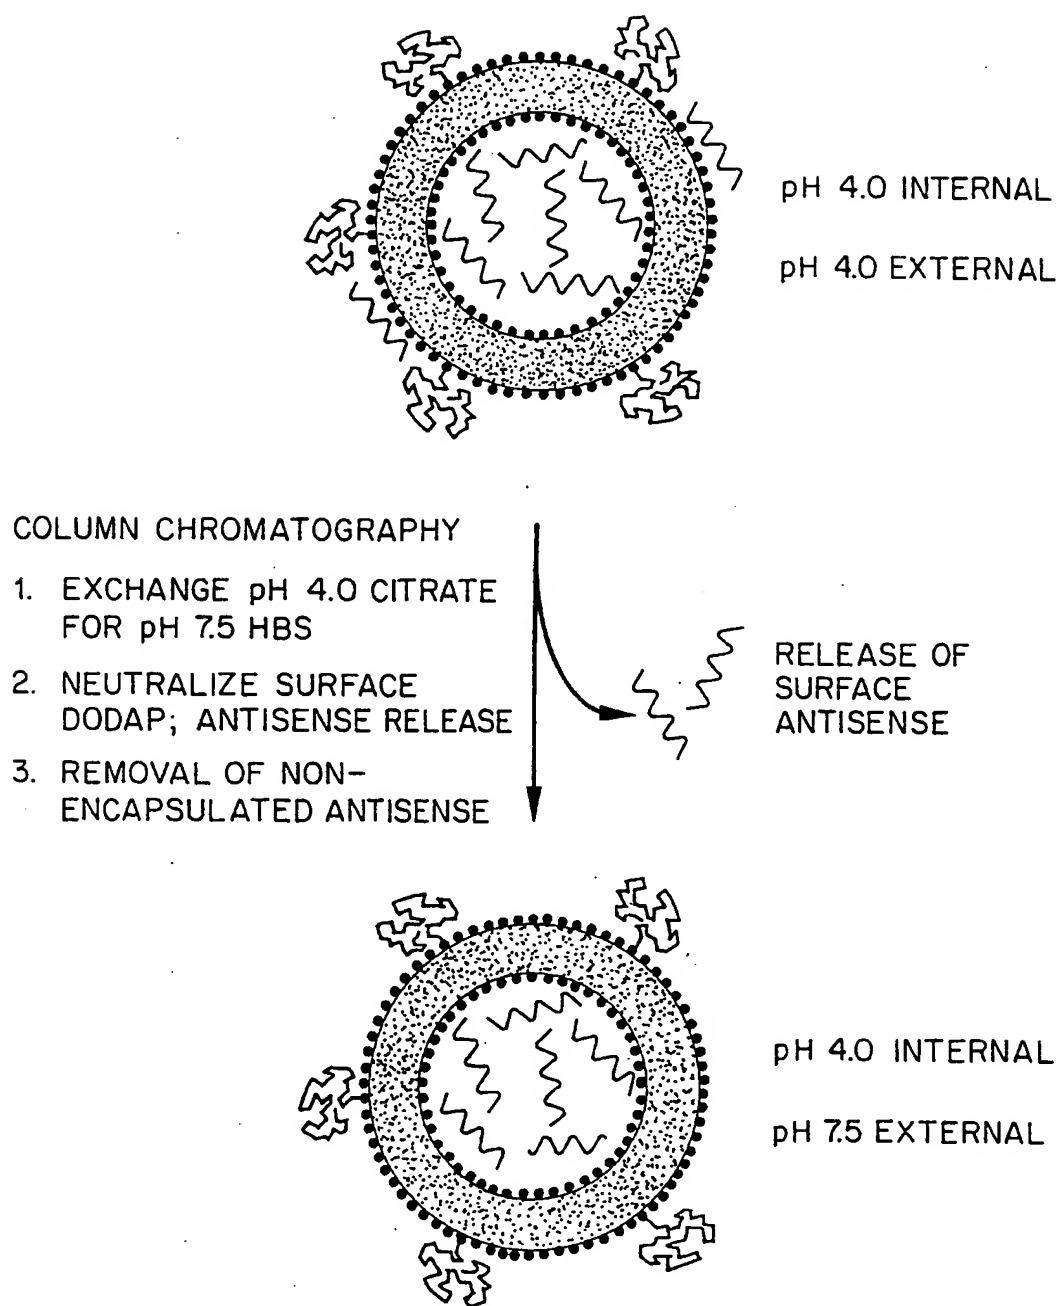 pH 4.0 INTERNAL
pH 4.0 EXTERNAL
COLUMN CHROMATOGRAPHY
1. EXCHANGE pH 4.0 CITRATE
FOR pH 7.5 HBS
2. NEUTRALIZE SURFACE
DODAP; ANTISENSE RELEASE
3. REMOVAL OF NON-
ENCAPSULATED ANTISENSE
RELEASE OF
SURFACE
ANTISENSE
pH 4.0 INTERNAL
pH 7.5 EXTERNAL